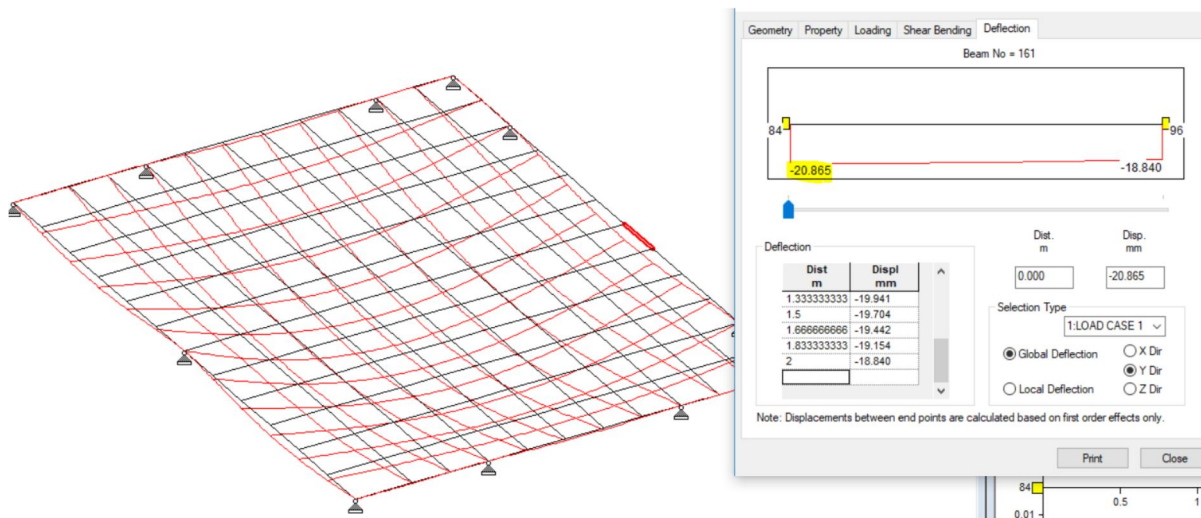 Geometry Property Loading Shear Bending Deflection
Beam No = 161
84
96
-20.865
-18.840
Dist.
m
Disp.
mm
0.000
-20.865
Deflection
Dist
m
Displ
mm
1.333333333 -19.941
1.5 -19.704
1.666666666 -19.442
1.833333333 -19.154
2 -18.840
Selection Type
1:LOAD CASE 1
Global Deflection
X Dir
Y Dir
Local Deflection
Z Dir
Note: Displacements between end points are calculated based on first order effects only.
Print Close
84
0.5
1
0.01